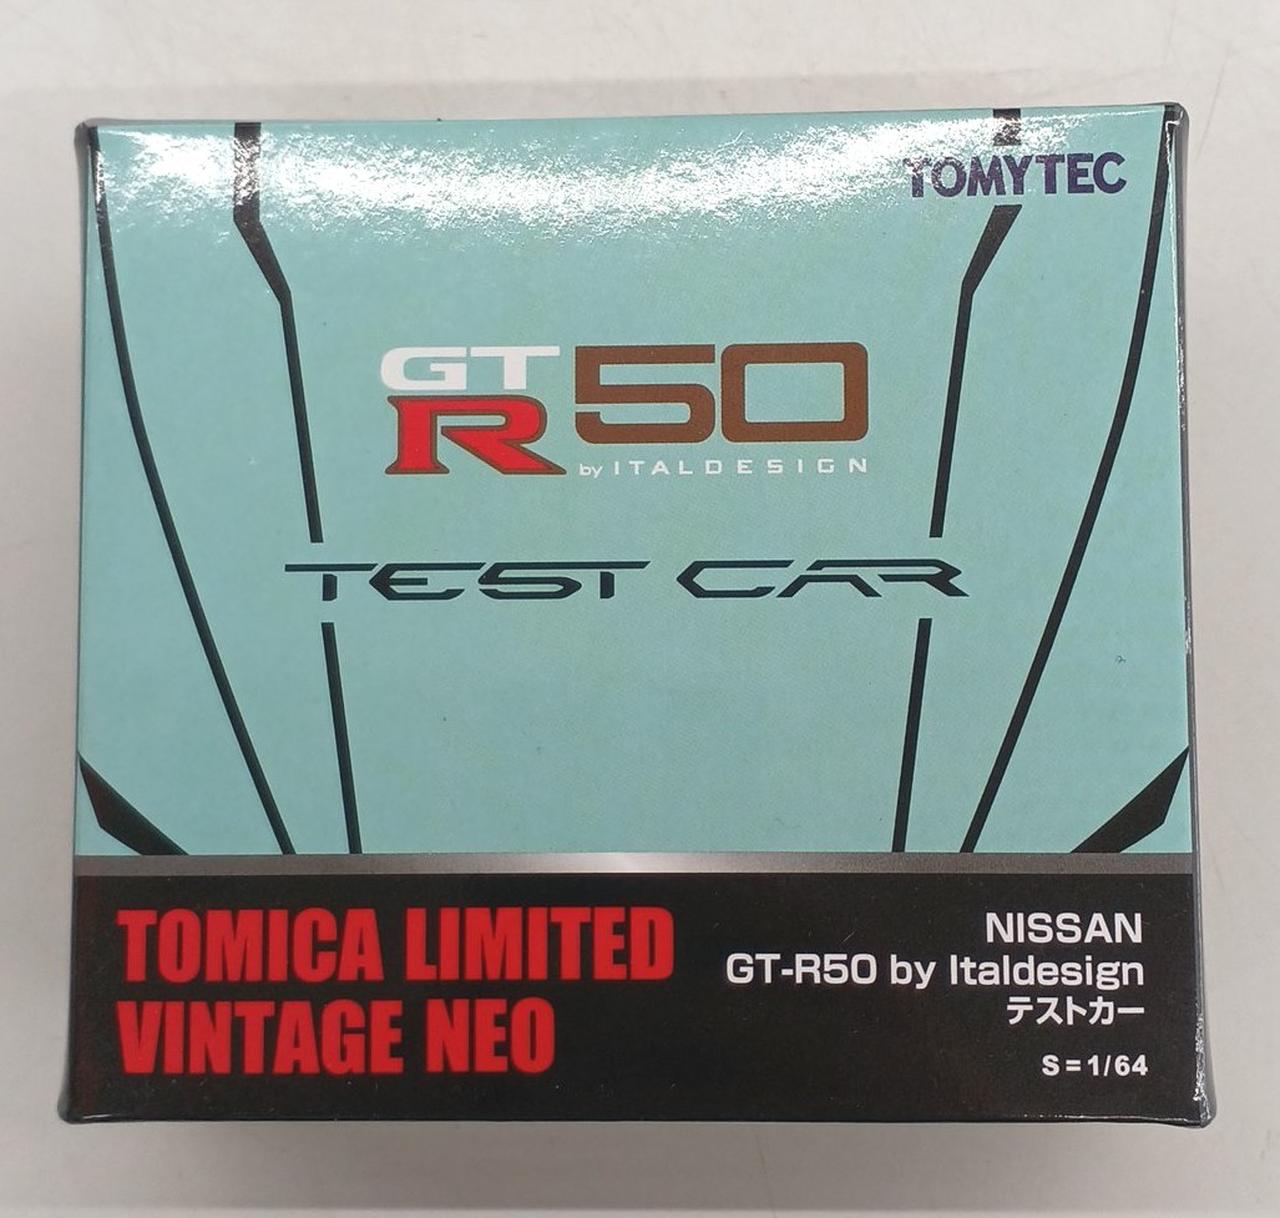 TOMYTEC
GT
R50
by ITALDESIGN
TEST CAR
TOMICA LIMITED
VINTAGE NEO
NISSAN
GT-R50 by Italdesign
テストカー
S=1/64